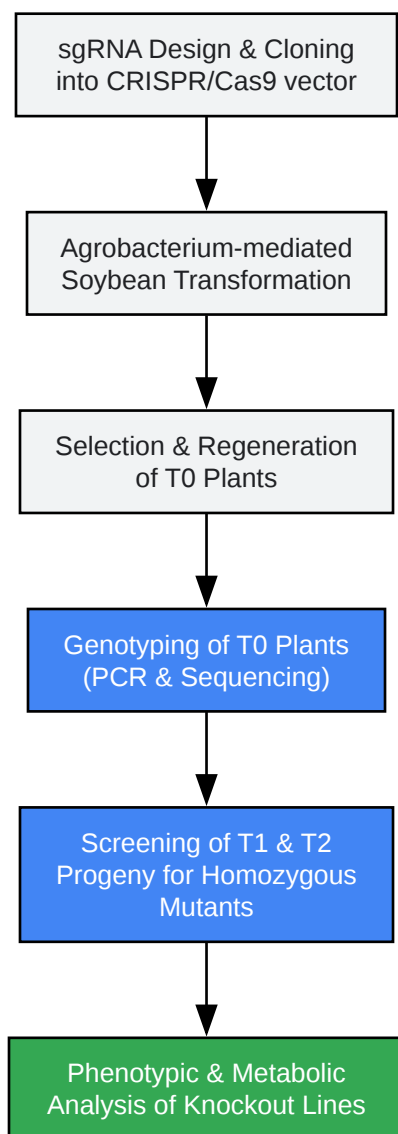 sgRNA Design & Cloning
into CRISPR/Cas9 vector
Agrobacterium-mediated
Soybean Transformation
Selection & Regeneration
of T0 Plants
Genotyping of T0 Plants
(PCR & Sequencing)
Screening of T1 & T2
Progeny for Homozygous
Mutants
Phenotypic & Metabolic
Analysis of Knockout Lines